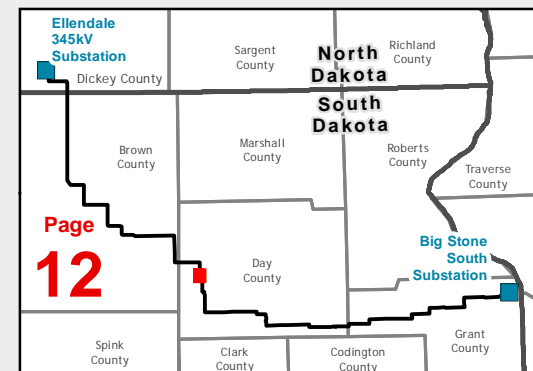 Ellendale
345kV
Substation
Dickey County
Sargent
County
North
Dakota
Richland
County
South
Dakota
Brown
County
Marshall
County
Roberts
County
Traverse
County
Page
12
Day
County
Big Stone
South
Substation
Spink
County
Clark
County
Codington
County
Grant
County